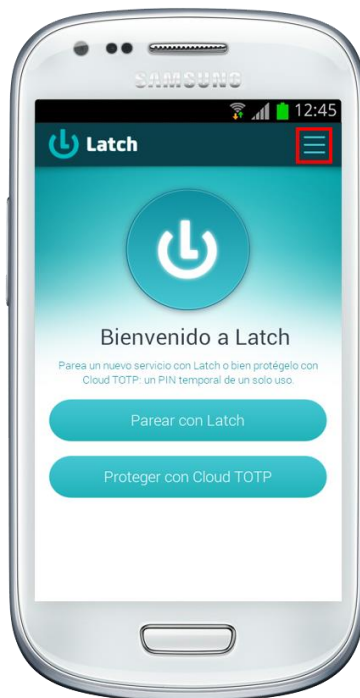 SAMSUNG
12:45
Latch
Bienvenido a Latch
Parea un nuevo servicio con Latch o bien protégelo con
Cloud TOTP: un PIN temporal de un solo uso.
Parear con Latch
Proteger con Cloud TOTP